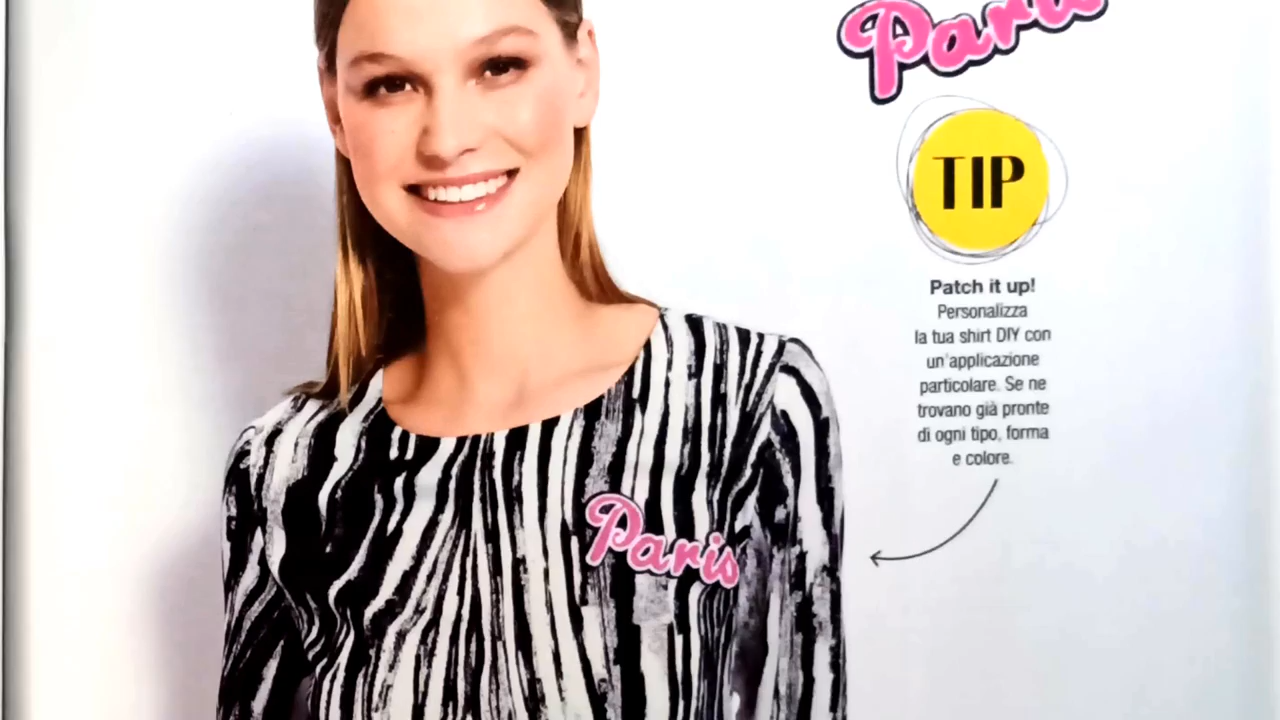 Paris
TIP
Patch it up!
Personalizza
la tua shirt DIY con
un'applicazione
particolare. Se ne
trovano già pronte
di ogni tipo, forma
e colore.
Paris